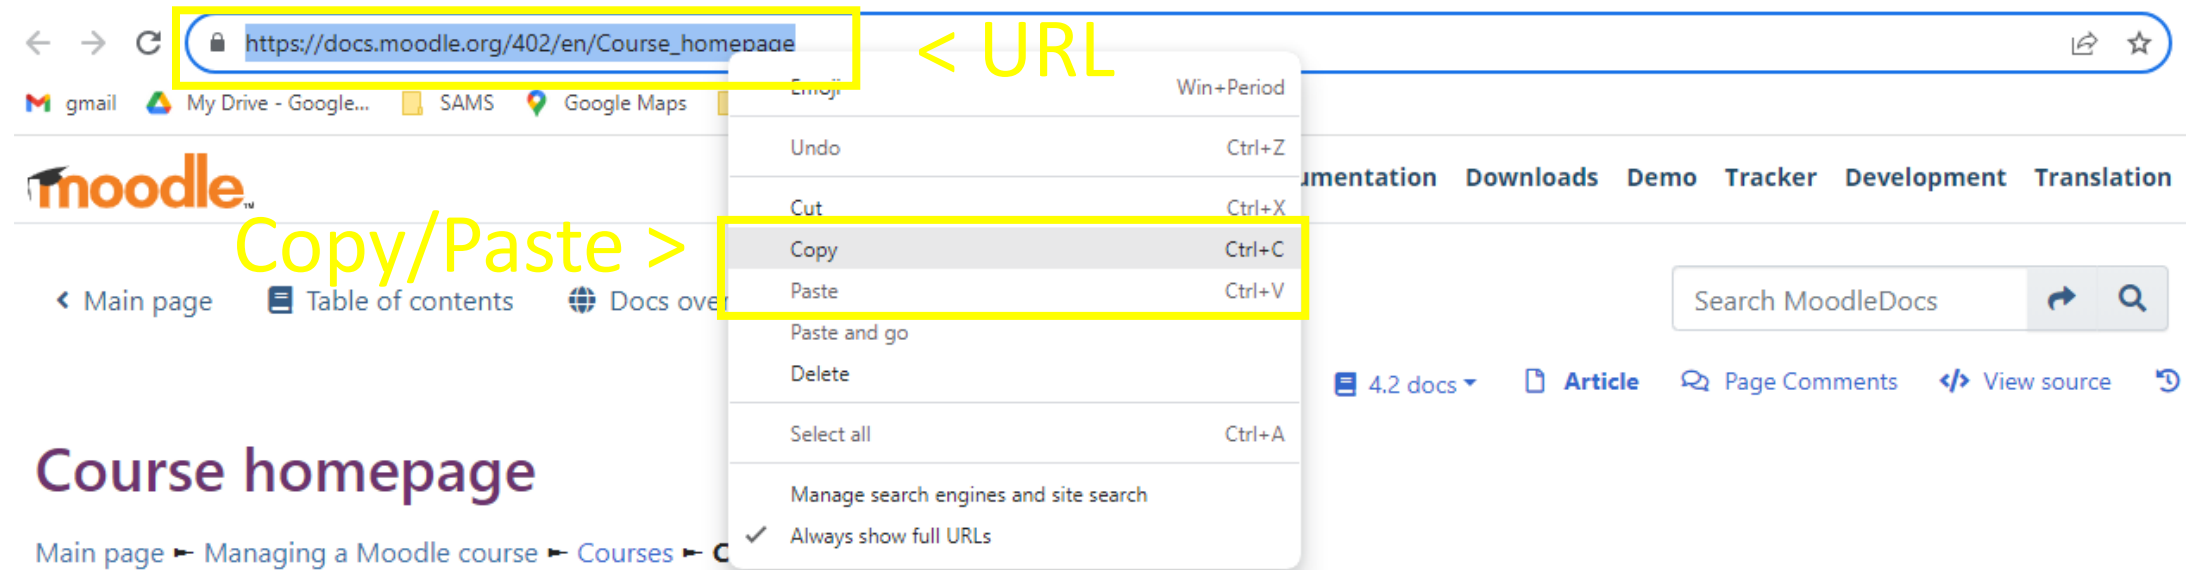 https://docs.moodle.org/402/en/Course_homepage
< URL
gmail My Drive - Google... SAMS Google Maps
Emoji Win+Period
Undo Ctrl+Z
moodle
umentation Downloads Demo Tracker Development Translation
Cut Ctrl+X
Copy/Paste >
Copy Ctrl+C
Paste Ctrl+V
Main page Table of contents Docs over
Search MoodleDocs
Paste and go
Delete
4.2 docs Article Page Comments </> View source
Select all Ctrl+A
Course homepage
Manage search engines and site search
Always show full URLs
Main page ► Managing a Moodle course ► Courses ► C